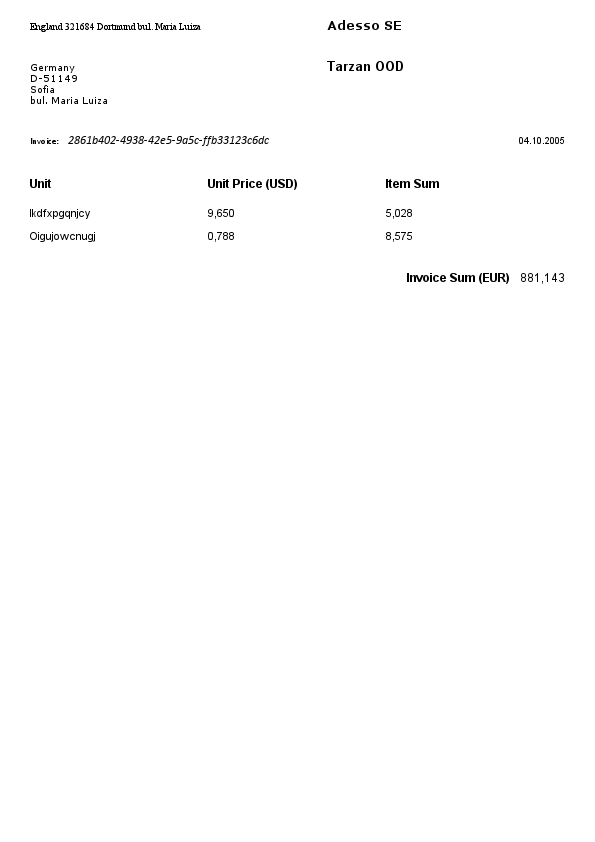 England 321684 Dortmund bul. Maria Luiza
Adesso SE
Tarzan OOD
Germany
D-51149
Sofia
bul. Maria Luiza
Invoice: 2861b402-4938-42e5-9a5c-ffb33123c6dc 04.10.2005
Unit Unit Price (USD) Item Sum
Ikdfxpgqnjcy 9,650 5,028
Oigujowcnugj 0,788 8,575
Invoice Sum (EUR) 881,143